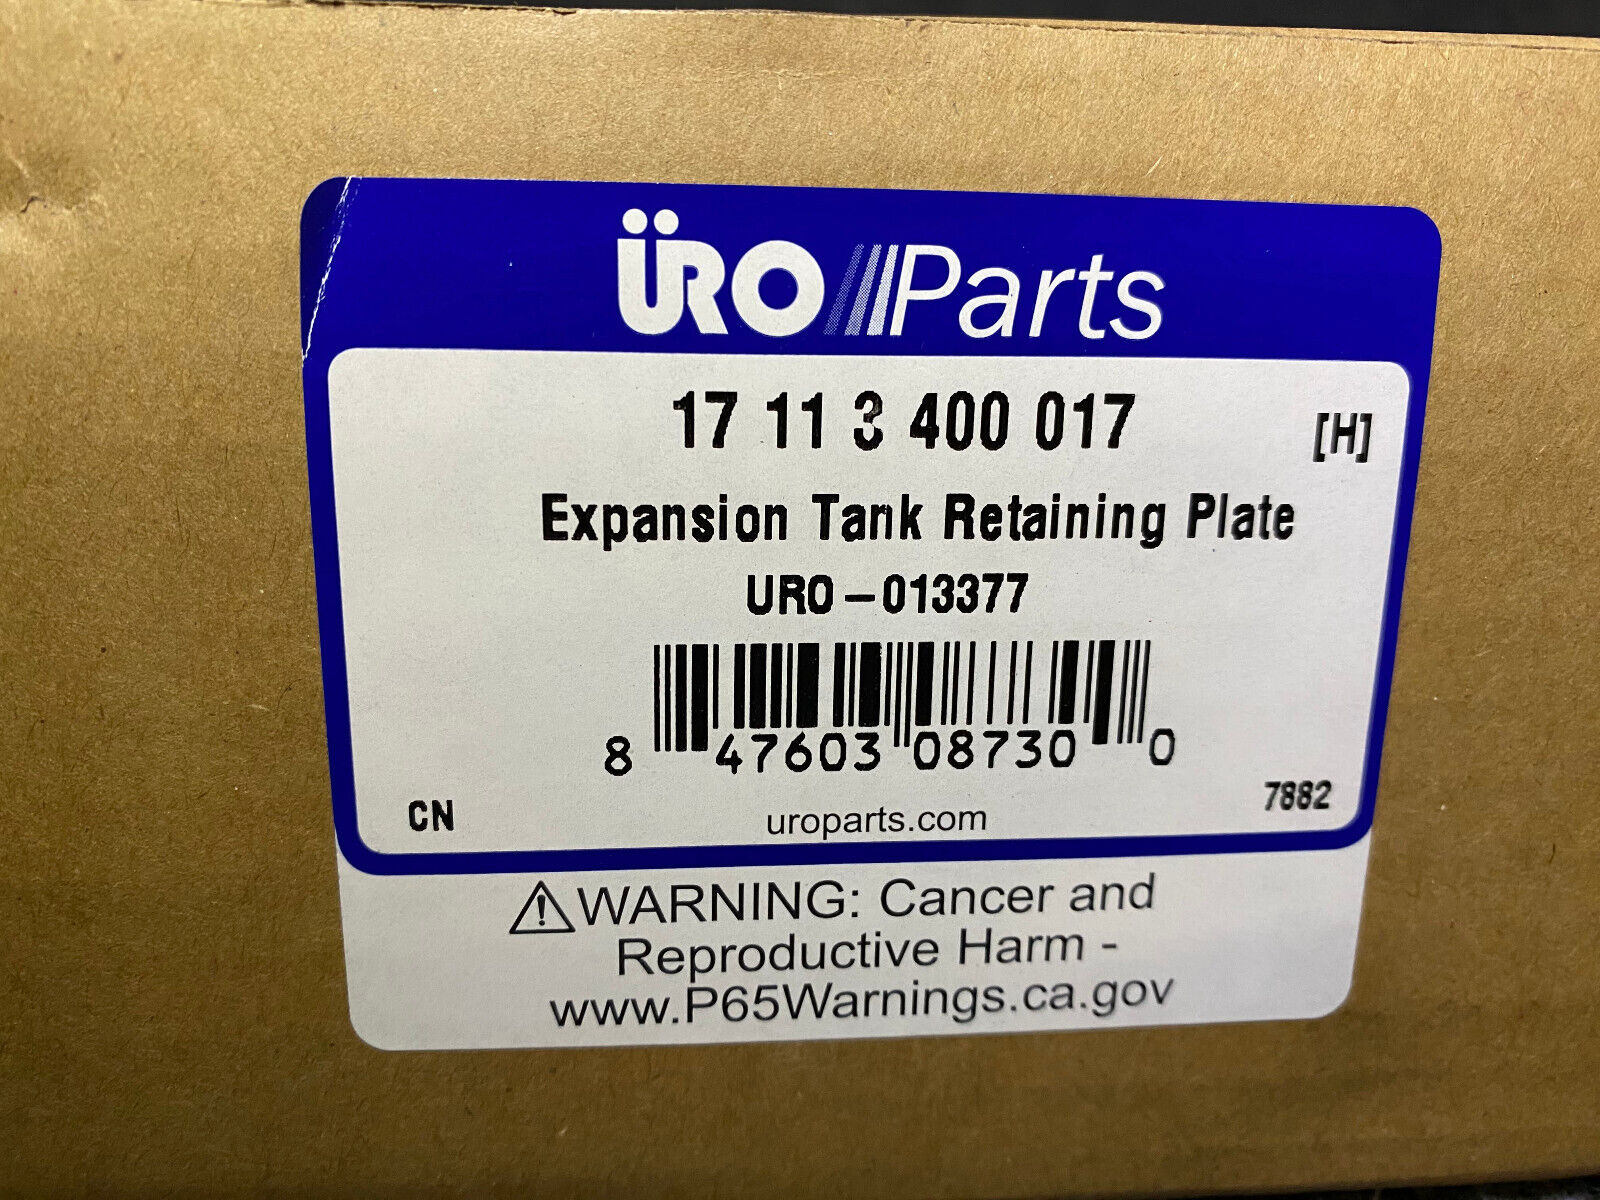 ÜRO Parts
17 11 3 400 017 [H]
Expansion Tank Retaining Plate
URO-013377
8 47603 08730 0
CN uroparts.com 7882
⚠WARNING: Cancer and
Reproductive Harm -
www.P65Warnings.ca.gov